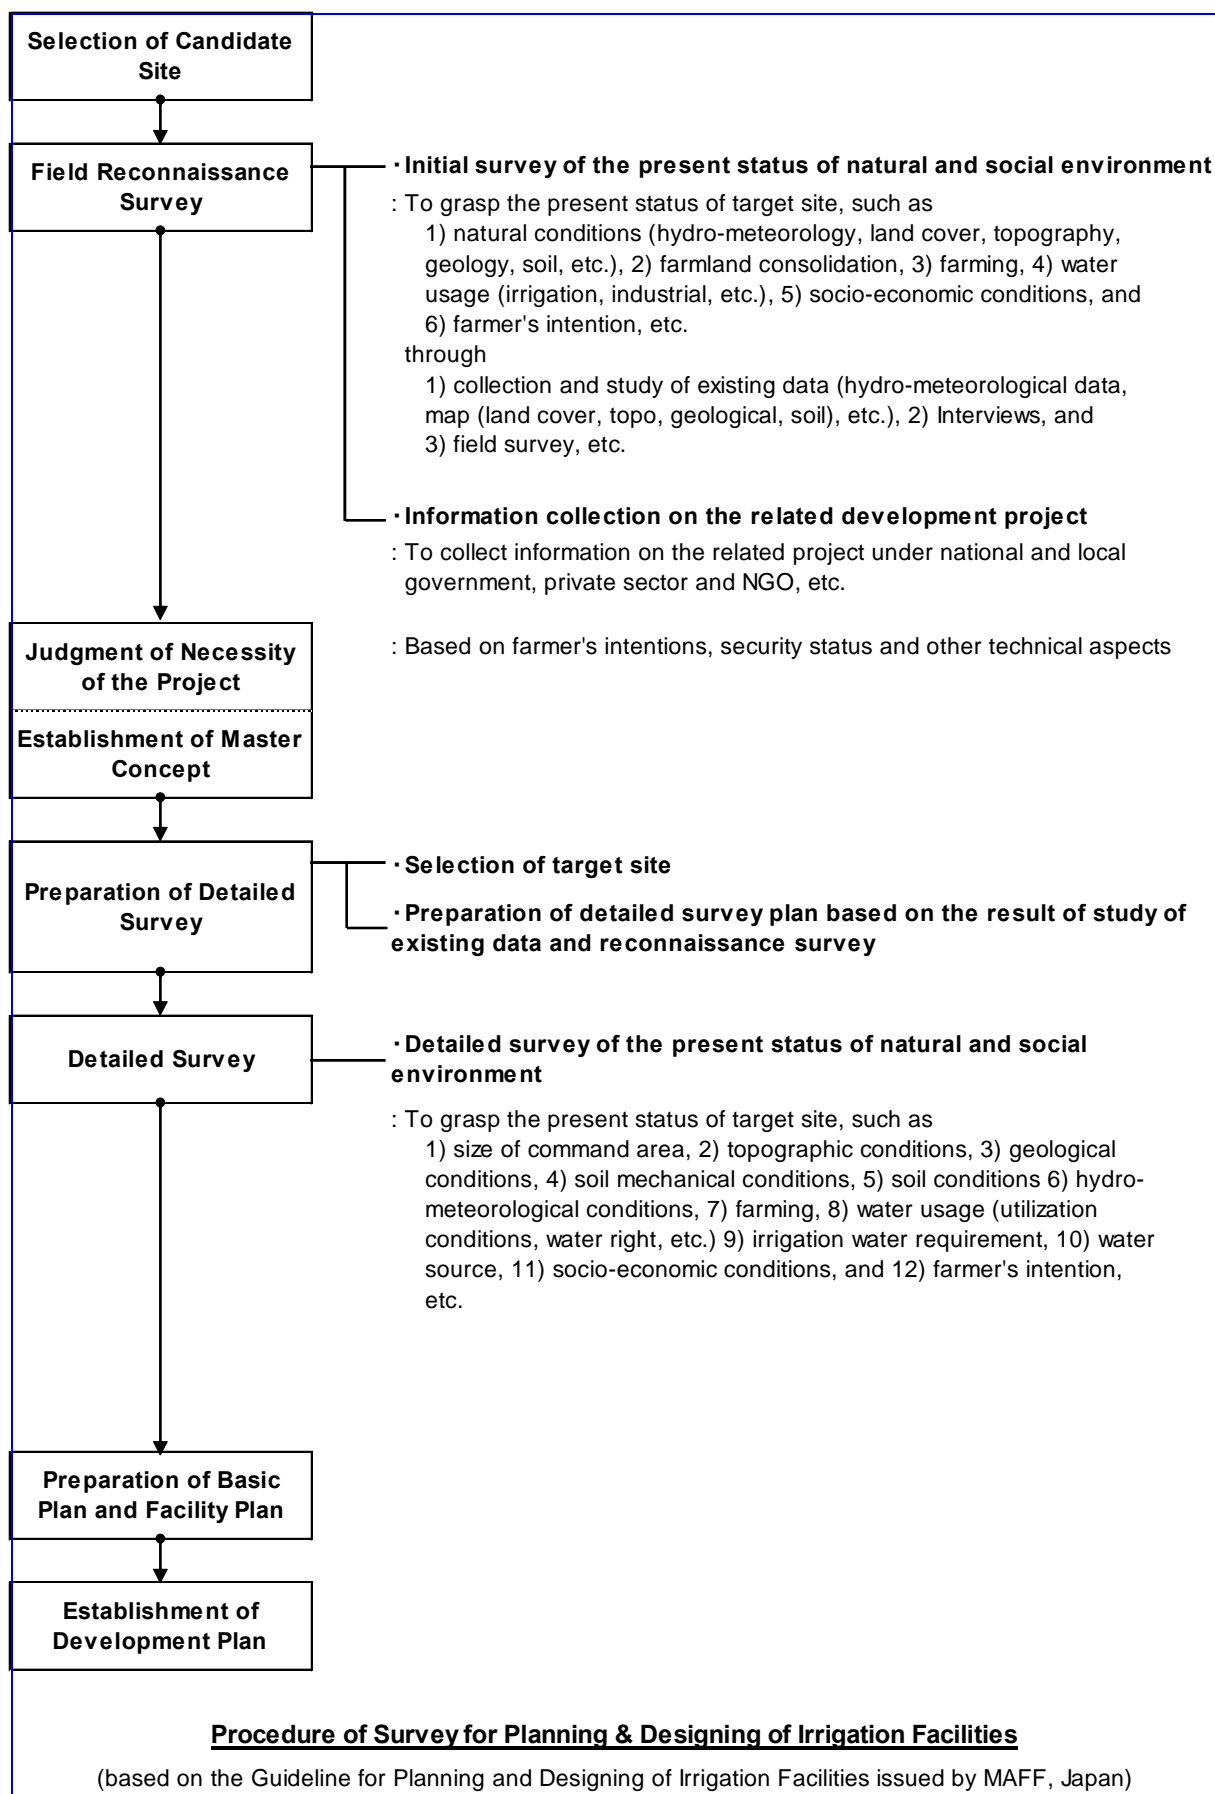 Selection of Candidate
Site
Field Reconnaissance
Survey
・Initial survey of the present status of natural and social environment
: To grasp the present status of target site, such as
1) natural conditions (hydro-meteorology, land cover, topography,
geology, soil, etc.), 2) farmland consolidation, 3) farming, 4) water
usage (irrigation, industrial, etc.), 5) socio-economic conditions, and
6) farmer's intention, etc.
through
1) collection and study of existing data (hydro-meteorological data,
map (land cover, topo, geological, soil), etc.), 2) Interviews, and
3) field survey, etc.
・Information collection on the related development project
: To collect information on the related project under national and local
government, private sector and NGO, etc.
Judgment of Necessity
of the Project
: Based on farmer's intentions, security status and other technical aspects
Establishment of Master
Concept
Preparation of Detailed
Survey
・Selection of target site
・Preparation of detailed survey plan based on the result of study of
existing data and reconnaissance survey
Detailed Survey
・Detailed survey of the present status of natural and social
environment
: To grasp the present status of target site, such as
1) size of command area, 2) topographic conditions, 3) geological
conditions, 4) soil mechanical conditions, 5) soil conditions 6) hydro-
meteorological conditions, 7) farming, 8) water usage (utilization
conditions, water right, etc.) 9) irrigation water requirement, 10) water
source, 11) socio-economic conditions, and 12) farmer's intention,
etc.
Preparation of Basic
Plan and Facility Plan
Establishment of
Development Plan
Procedure of Survey for Planning & Designing of Irrigation Facilities
(based on the Guideline for Planning and Designing of Irrigation Facilities issued by MAFF, Japan)